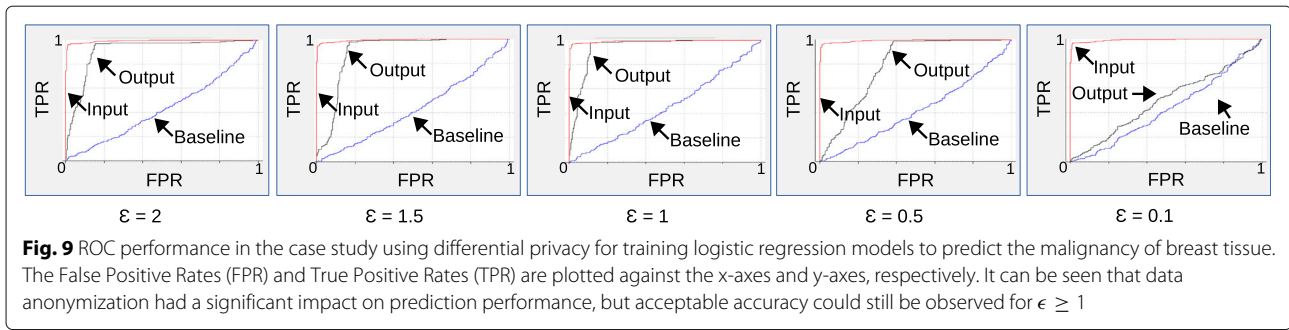 1
TPR
Output
Input
Baseline
0
FPR
1
ε = 2
1
TPR
Output
Input
Baseline
0
FPR
1
ε = 1.5
1
TPR
Output
Input
Baseline
0
FPR
1
ε = 1
1
TPR
Output
Input
Baseline
0
FPR
1
ε = 0.5
1
TPR
Input
Output
Baseline
0
FPR
1
ε = 0.1
Fig. 9 ROC performance in the case study using differential privacy for training logistic regression models to predict the malignancy of breast tissue.
The False Positive Rates (FPR) and True Positive Rates (TPR) are plotted against the x-axes and y-axes, respectively. It can be seen that data
anonymization had a significant impact on prediction performance, but acceptable accuracy could still be observed for ϵ ≥ 1